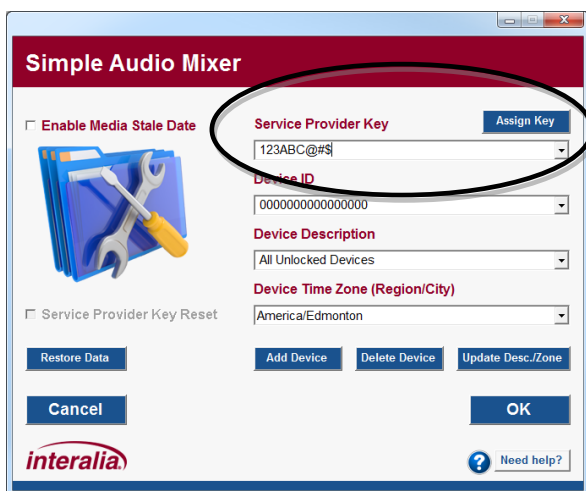 Simple Audio Mixer
Enable Media Stale Date
Service Provider Key
Assign Key
123ABC@#$
Device ID
0000000000000000
Device Description
All Unlocked Devices
Device Time Zone (Region/City)
Service Provider Key Reset
America/Edmonton
Restore Data
Add Device
Delete Device
Update Desc./Zone
Cancel
OK
interalia
? Need help?